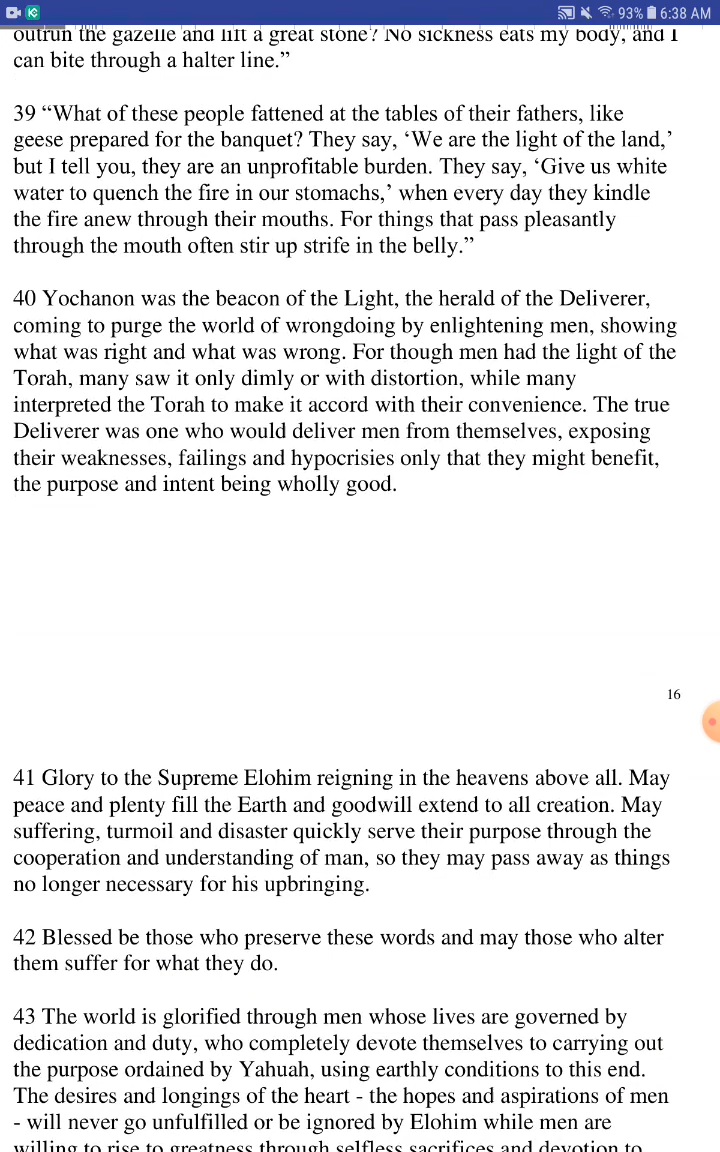 93% 6:38 AM
outrun the gazelle and lift a great stone? No sickness eats my body, and I
can bite through a halter line.”
39 “What of these people fattened at the tables of their fathers, like
geese prepared for the banquet? They say, ‘We are the light of the land,’
but I tell you, they are an unprofitable burden. They say, ‘Give us white
water to quench the fire in our stomachs,’ when every day they kindle
the fire anew through their mouths. For things that pass pleasantly
through the mouth often stir up strife in the belly.”
40 Yochanon was the beacon of the Light, the herald of the Deliverer,
coming to purge the world of wrongdoing by enlightening men, showing
what was right and what was wrong. For though men had the light of the
Torah, many saw it only dimly or with distortion, while many
interpreted the Torah to make it accord with their convenience. The true
Deliverer was one who would deliver men from themselves, exposing
their weaknesses, failings and hypocrisies only that they might benefit,
the purpose and intent being wholly good.
16
41 Glory to the Supreme Elohim reigning in the heavens above all. May
peace and plenty fill the Earth and goodwill extend to all creation. May
suffering, turmoil and disaster quickly serve their purpose through the
cooperation and understanding of man, so they may pass away as things
no longer necessary for his upbringing.
42 Blessed be those who preserve these words and may those who alter
them suffer for what they do.
43 The world is glorified through men whose lives are governed by
dedication and duty, who completely devote themselves to carrying out
the purpose ordained by Yahuah, using earthly conditions to this end.
The desires and longings of the heart - the hopes and aspirations of men
- will never go unfulfilled or be ignored by Elohim while men are
willing to rise to greatness through selfless sacrifices and devotion to